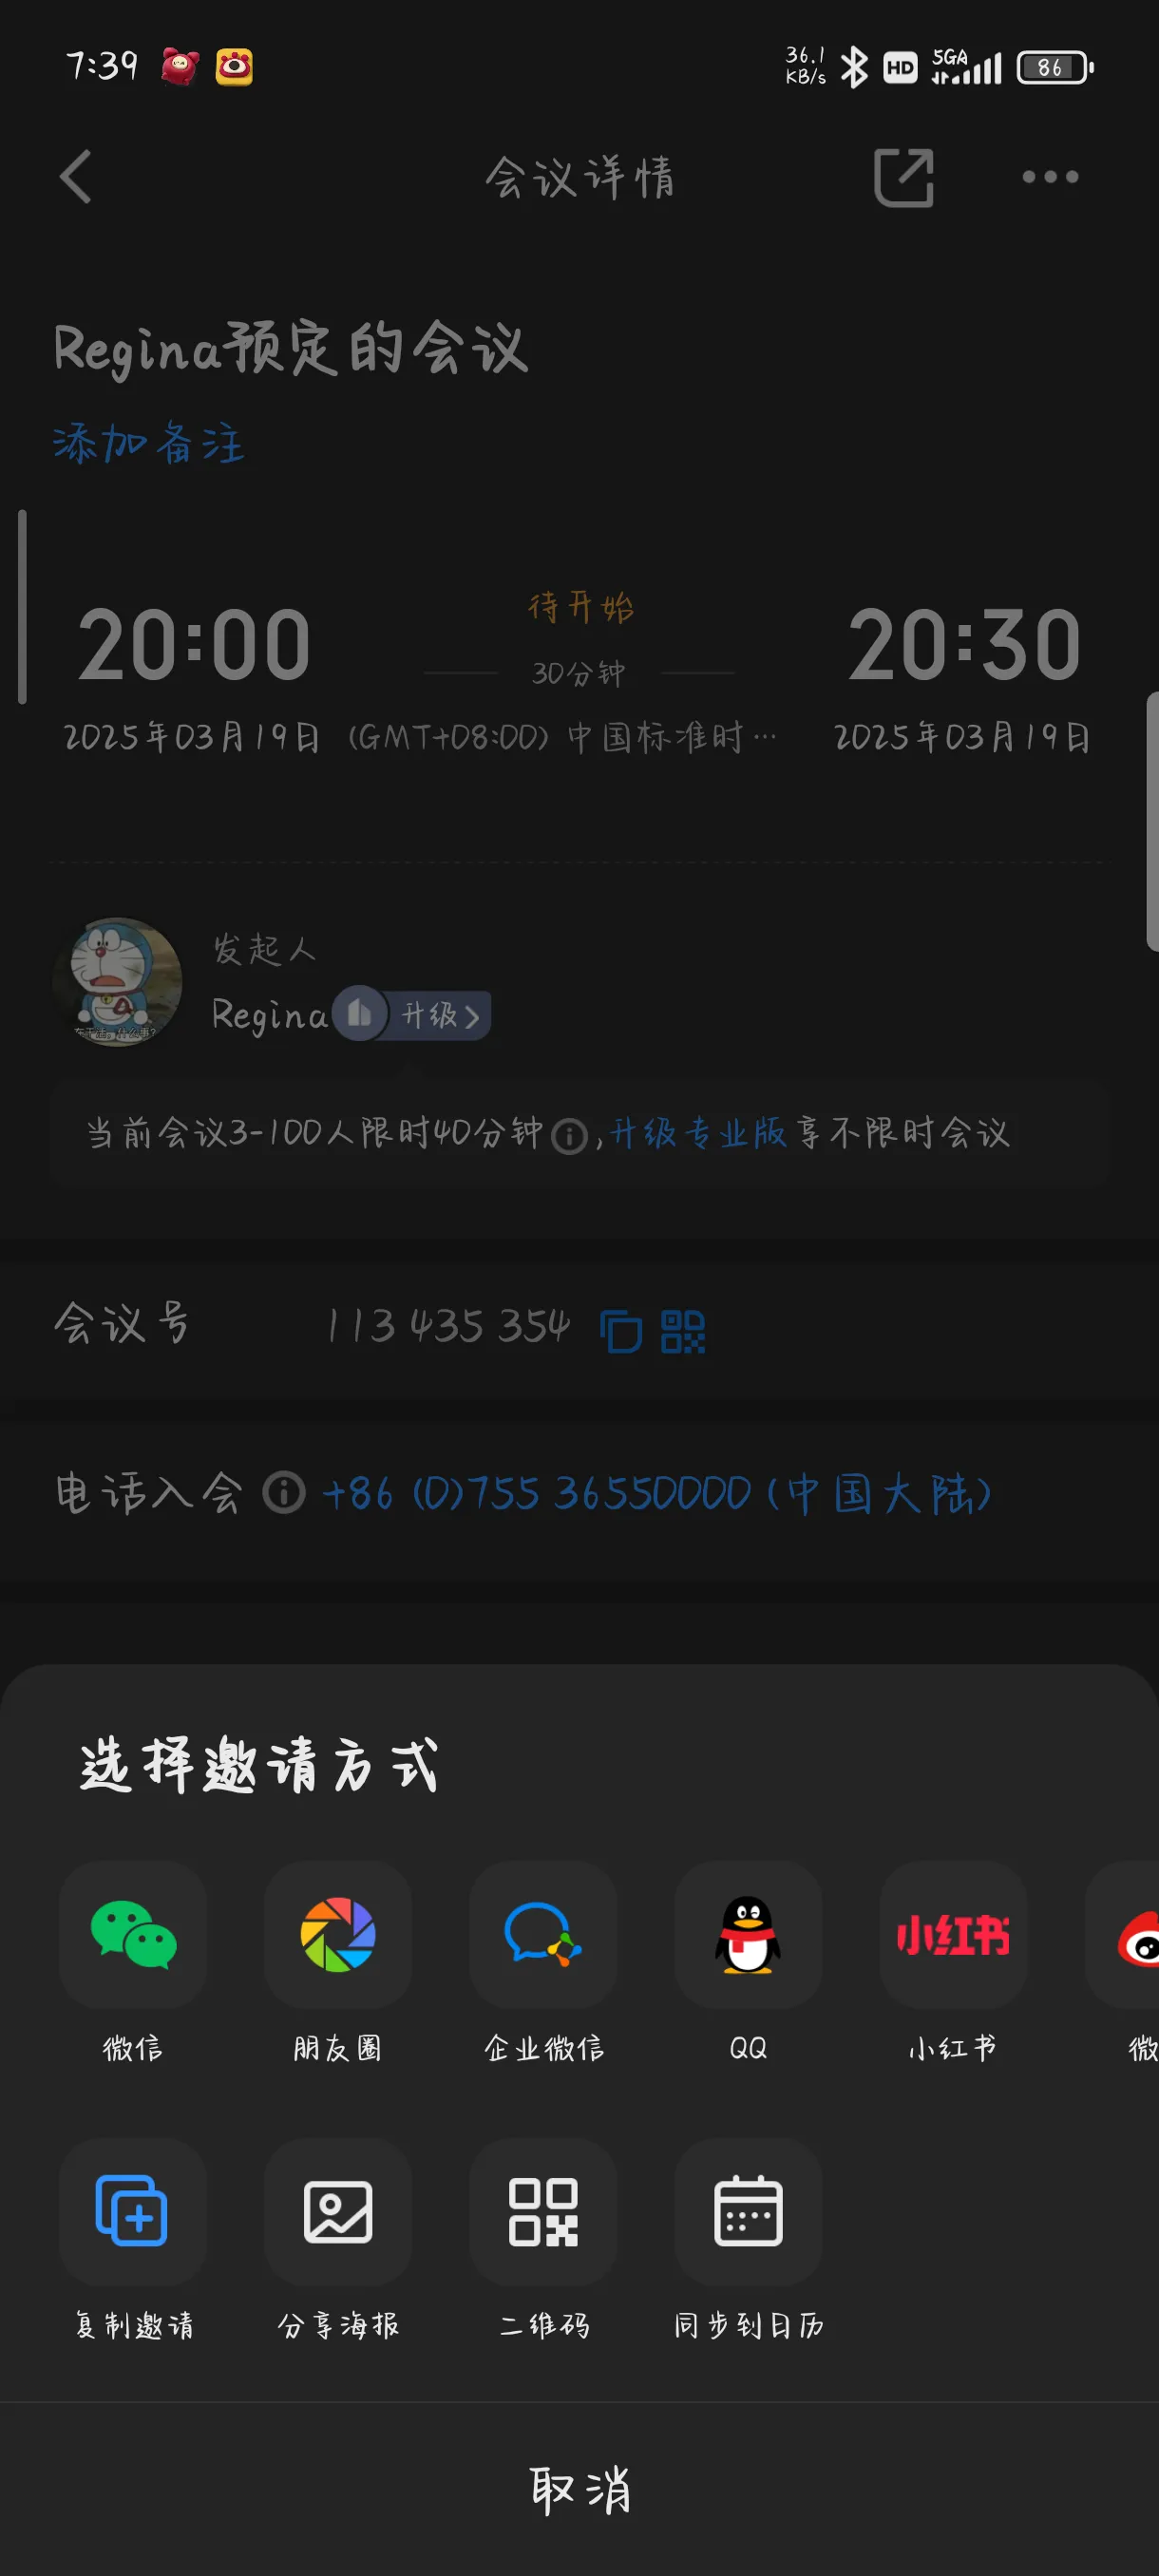 7:39
36.1 KB/s HD 5GA 86
会议详情
Regina预定的会议
添加备注
待开始
20:00 30分钟 20:30
2025年03月19日 (GMT+08:00) 中国标准时… 2025年03月19日
发起人
Regina 升级
当前会议3-100人限时40分钟,升级专业版享不限时会议
会议号 113 435 354
电话入会 +86 (0)755 36550000 (中国大陆)
选择邀请方式
小红书
微信 朋友圈 企业微信 QQ 小红书 微
复制邀请 分享海报 二维码 同步到日历
取消